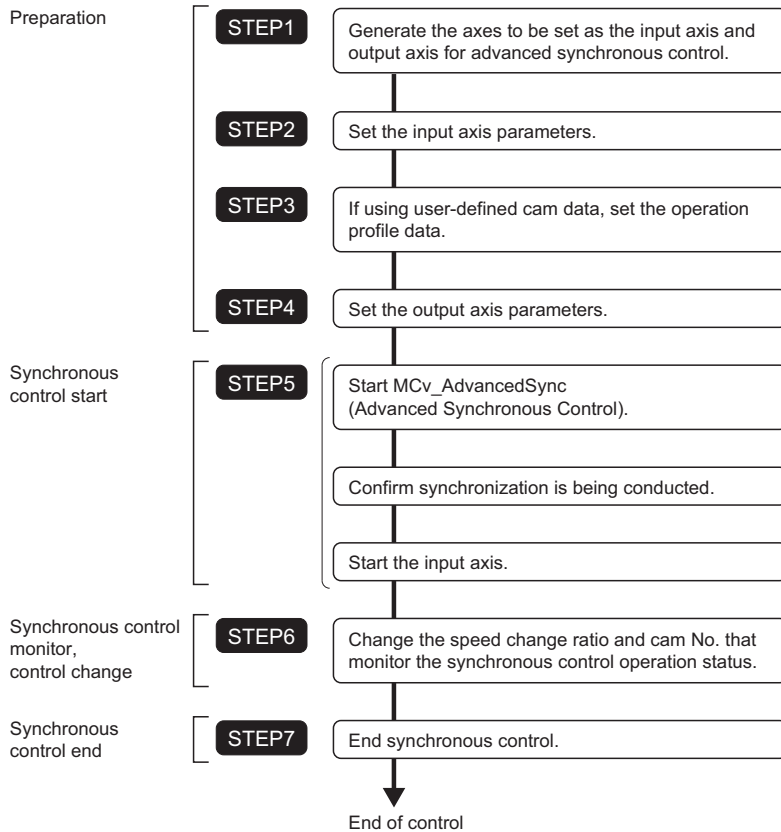 Preparation
STEP1
Generate the axes to be set as the input axis and
output axis for advanced synchronous control.
STEP2
Set the input axis parameters.
STEP3
If using user-defined cam data, set the operation
profile data.
STEP4
Set the output axis parameters.
Synchronous
control start
STEP5
Start MCv_AdvancedSync
(Advanced Synchronous Control).
Confirm synchronization is being conducted.
Start the input axis.
Synchronous control
monitor,
control change
STEP6
Change the speed change ratio and cam No. that
monitor the synchronous control operation status.
Synchronous
control end
STEP7
End synchronous control.
End of control